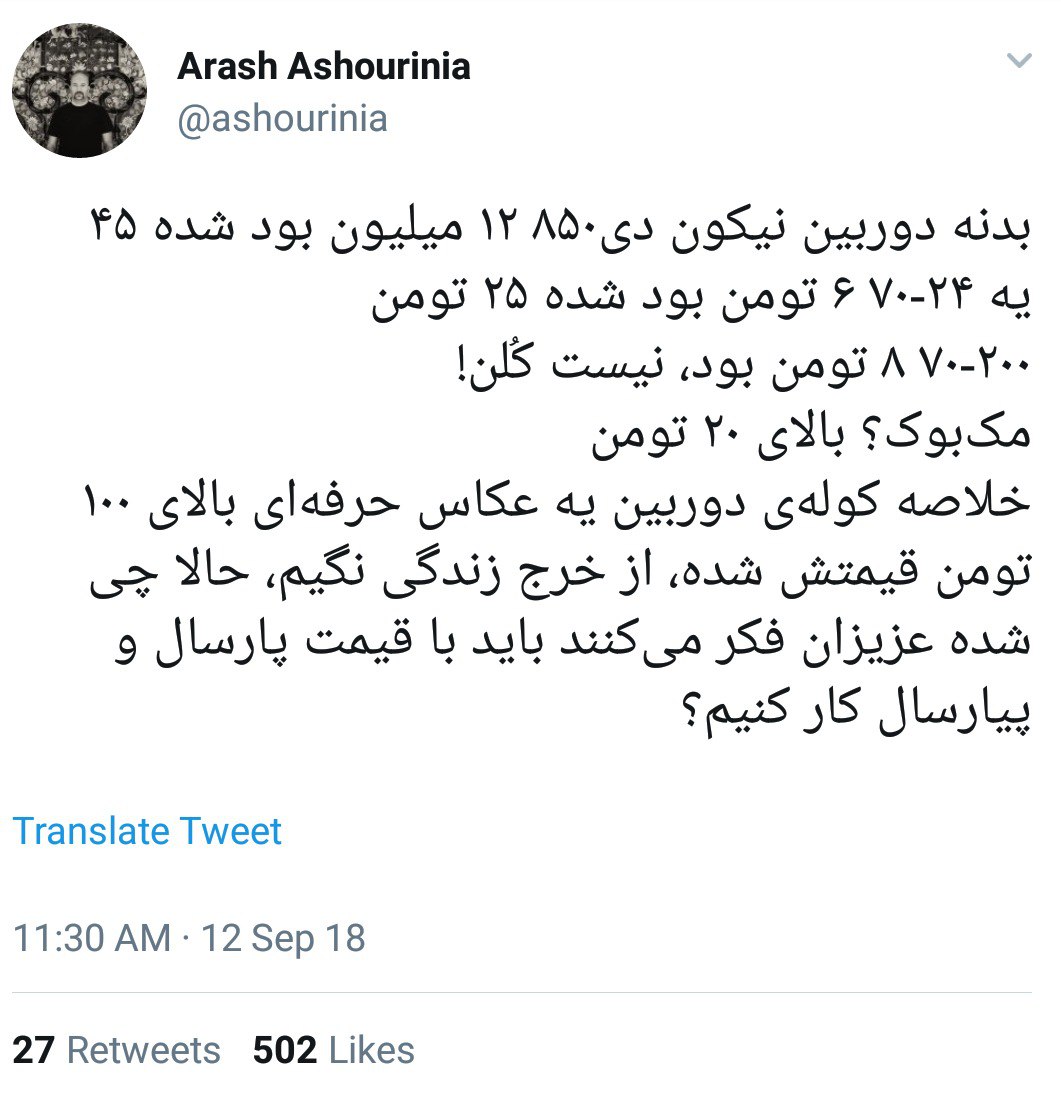 Arash Ashourinia
@ashourinia
بدنه دوربین نیکون دی۸۵۰ ۱۲ میلیون بود شده ۴۵
یه ۲۴-۷۰ ۶ تومن بود شده ۲۵ تومن
۷۰-۲۰۰ ۸ تومن بود، نیست کُلن!
مک‌بوک؟ بالای ۲۰ تومن
خلاصه کوله‌ی دوربین یه عکاس حرفه‌ای بالای ۱۰۰
تومن قیمتش شده، از خرج زندگی نگیم، حالا چی
شده عزیزان فکر می‌کنند باید با قیمت پارسال و
پیارسال کار کنیم؟
Translate Tweet
11:30 AM · 12 Sep 18
27 Retweets 502 Likes